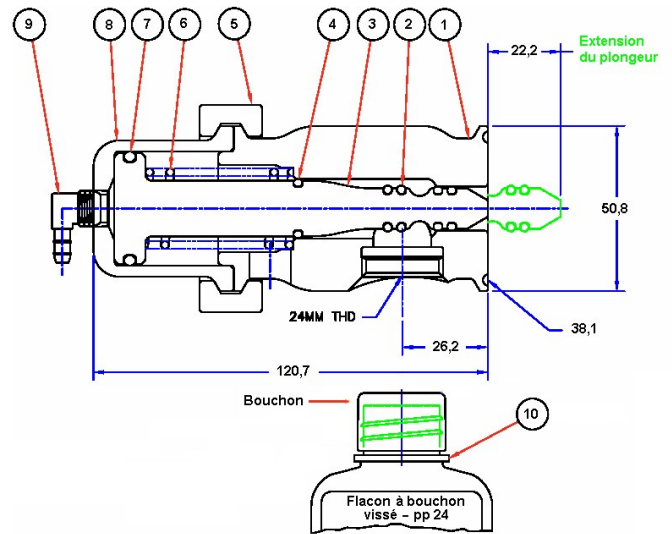 9
8
7
6
5
4
3
2
1
22,2
Extension
du plongeur
50,8
24MM THD
26,2
38,1
120,7
Bouchon
10
Flacon à bouchon
vissé – pp 24